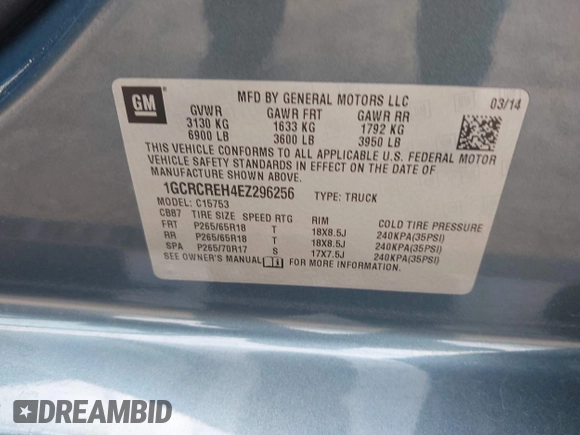 GM
MFD BY GENERAL MOTORS LLC
03/14
GVWR GAWR FRT GAWR RR
3130 KG 1633 KG 1792 KG
6900 LB 3600 LB 3950 LB
THIS VEHICLE CONFORMS TO ALL APPLICABLE U.S. FEDERAL MOTOR
VEHICLE SAFETY STANDARDS IN EFFECT ON THE DATE OF
MANUFACTURE SHOWN ABOVE.
1GCRCREH4EZ296256 TYPE: TRUCK
MODEL: C15753
CB87 TIRE SIZE SPEED RTG RIM COLD TIRE PRESSURE
FRT P265/65R18 T 18X8.5J 240KPA(35PSI)
RR P265/65R18 T 18X8.5J 240KPA(35PSI)
SPA P265/70R17 S 17X7.5J 240KPA(35PSI)
SEE OWNER'S MANUAL FOR ADDITIONAL INFORMATION.
DREAMBID